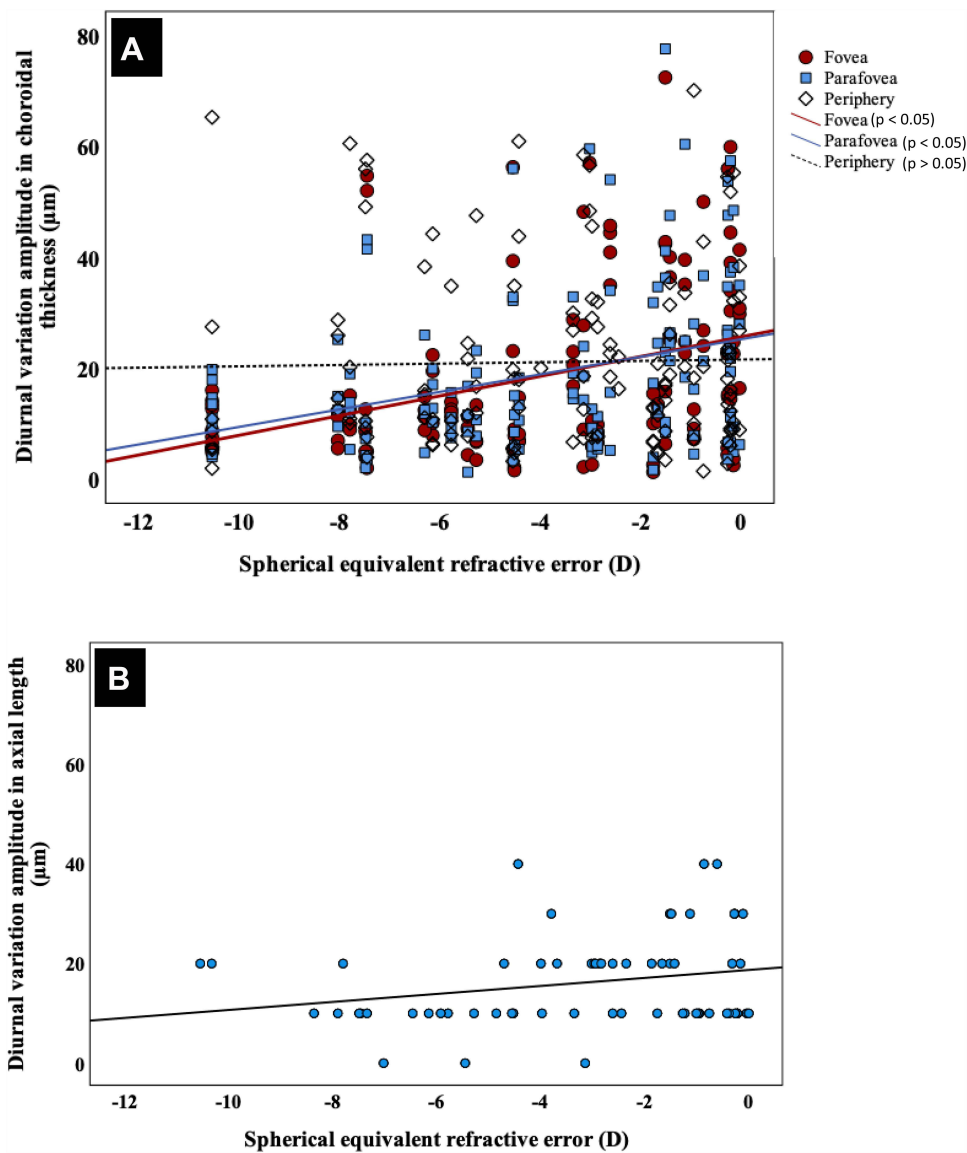 A
Diurnal variation amplitude in choroidal
thickness (µm)
80
60
40
20
0
-12 -10 -8 -6 -4 -2 0
Spherical equivalent refractive error (D)
Fovea
Parafovea
Periphery
Fovea (p < 0.05)
Parafovea (p < 0.05)
Periphery (p > 0.05)
B
Diurnal variation amplitude in axial length
(µm)
80
60
40
20
0
-12 -10 -8 -6 -4 -2 0
Spherical equivalent refractive error (D)